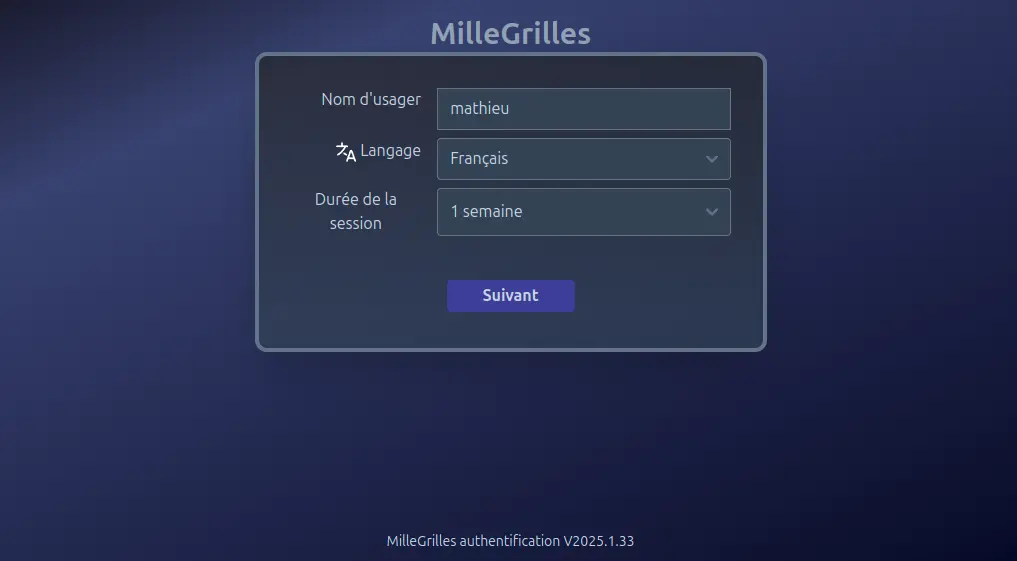 MilleGrilles
Nom d'usager
mathieu
Langage
Français
Durée de la
session
1 semaine
Suivant
MilleGrilles authentification V2025.1.33